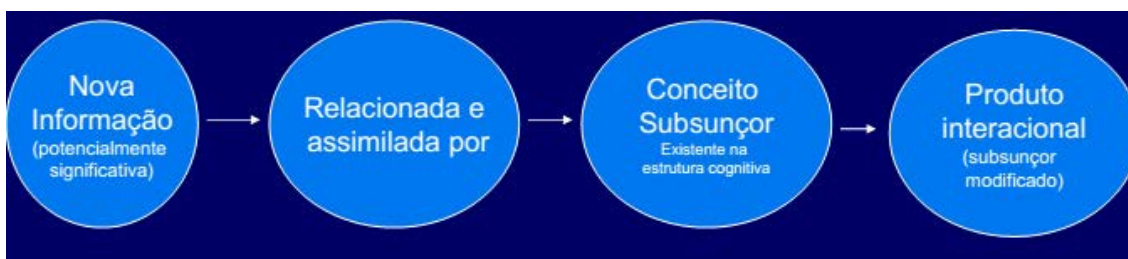 Nova
Informação
(potencialmente
significativa)
Relacionada e
assimilada por
Conceito
Subsunçor
Existente na
estrutura cognitiva
Produto
interacional
(subsunçor
modificado)